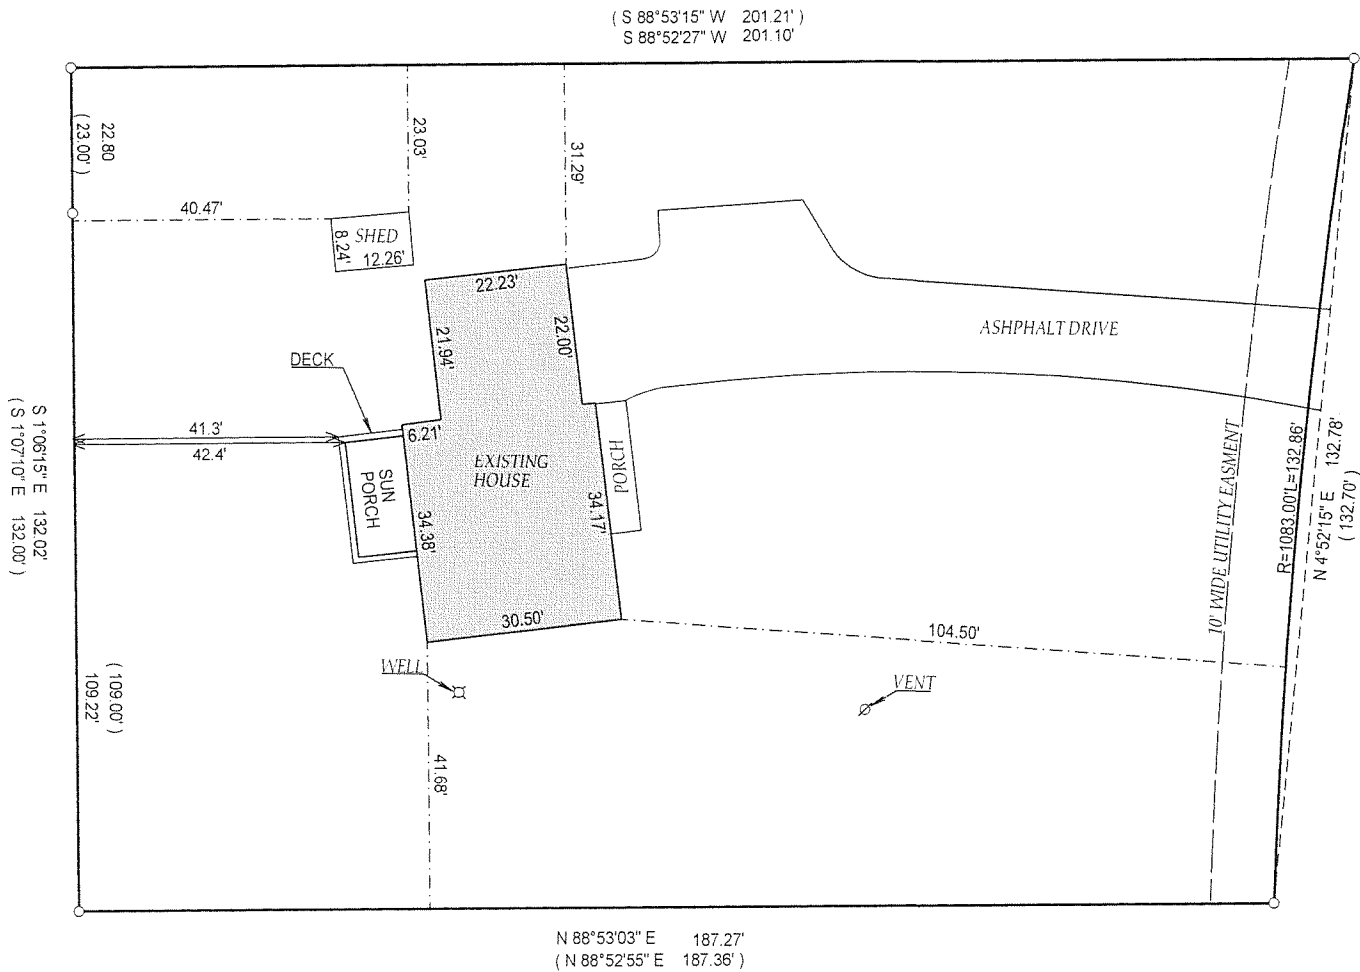 ( S 88°53'15" W 201.21' )
S 88°52'27" W 201.10'
22.80
( 23.00' )
23.03'
31.29'
40.47'
SHED
8.24'
12.26'
22.23'
21.94'
22.00'
ASHPHALT DRIVE
DECK
41.3'
42.4'
6.21'
SUN
PORCH
EXISTING
HOUSE
PORCH
34.38'
34.17'
30.50'
S 1°06'15" E 132.02'
( S 1°07'10" E 132.00' )
10' WIDE UTILITY EASMENT
R=1083.00'L=132.86'
N 4°52'15" E 132.78'
( 132.70' )
104.50'
WELL
VENT
( 109.00' )
109.22'
41.68'
N 88°53'03" E 187.27'
( N 88°52'55" E 187.36' )